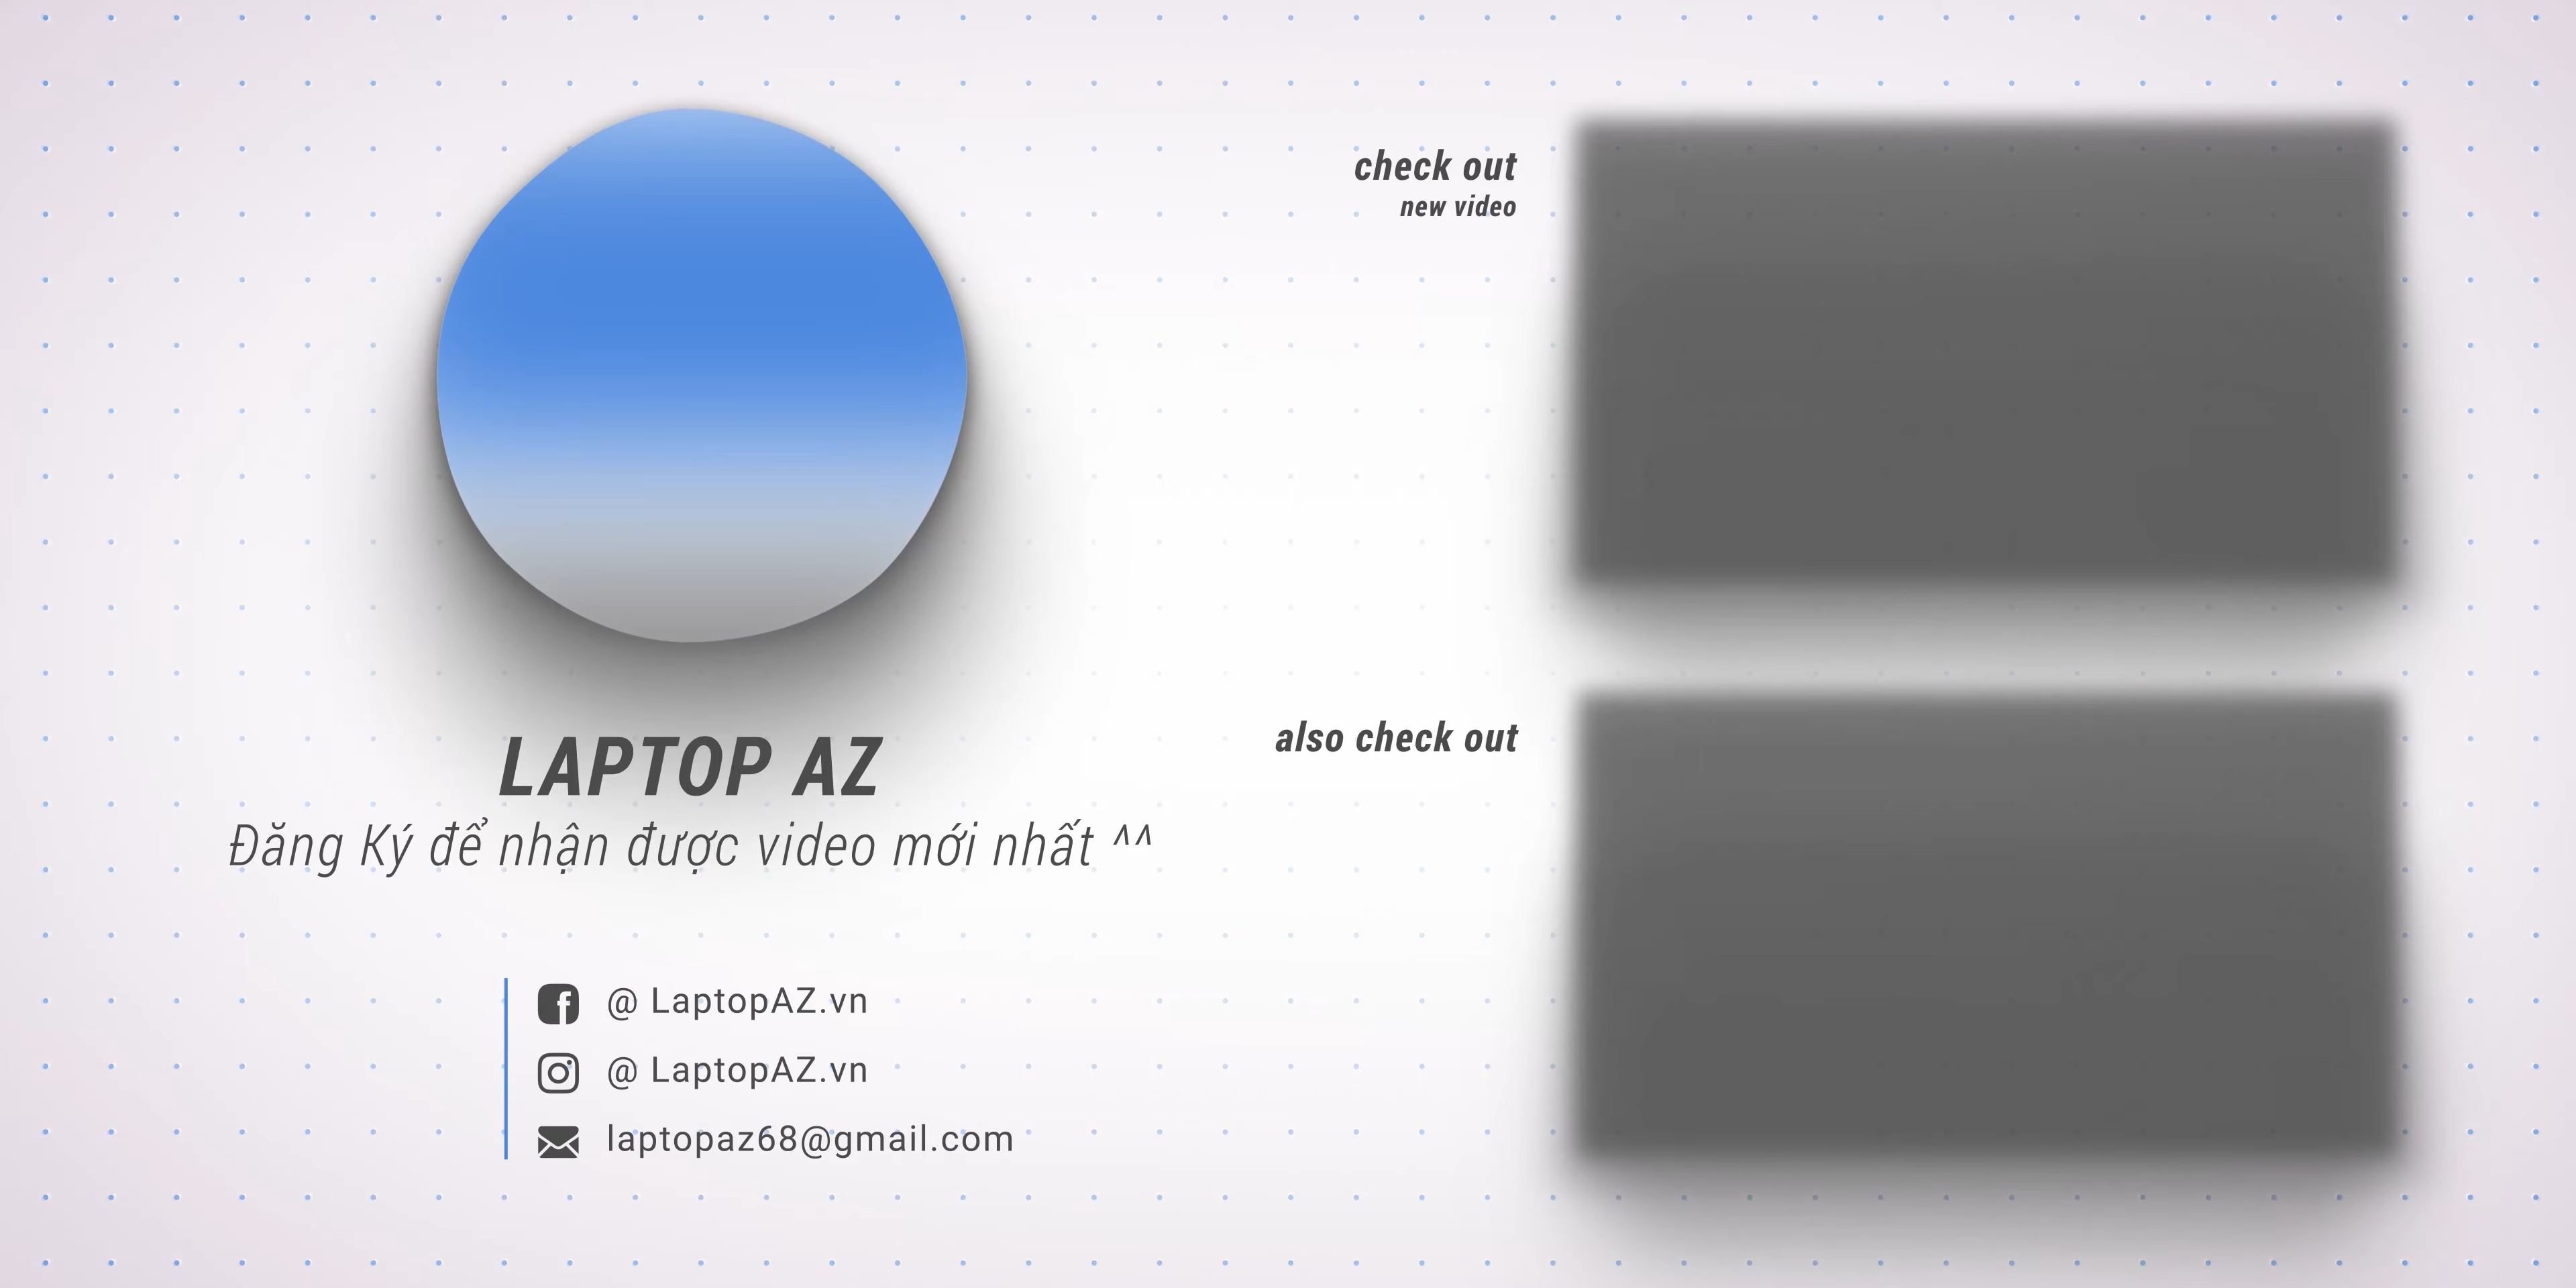 check out
new video
LAPTOP AZ
Đăng Ký để nhận được video mới nhất ^^
also check out
@ LaptopAZ.vn
@ LaptopAZ.vn
laptopaz68@gmail.com